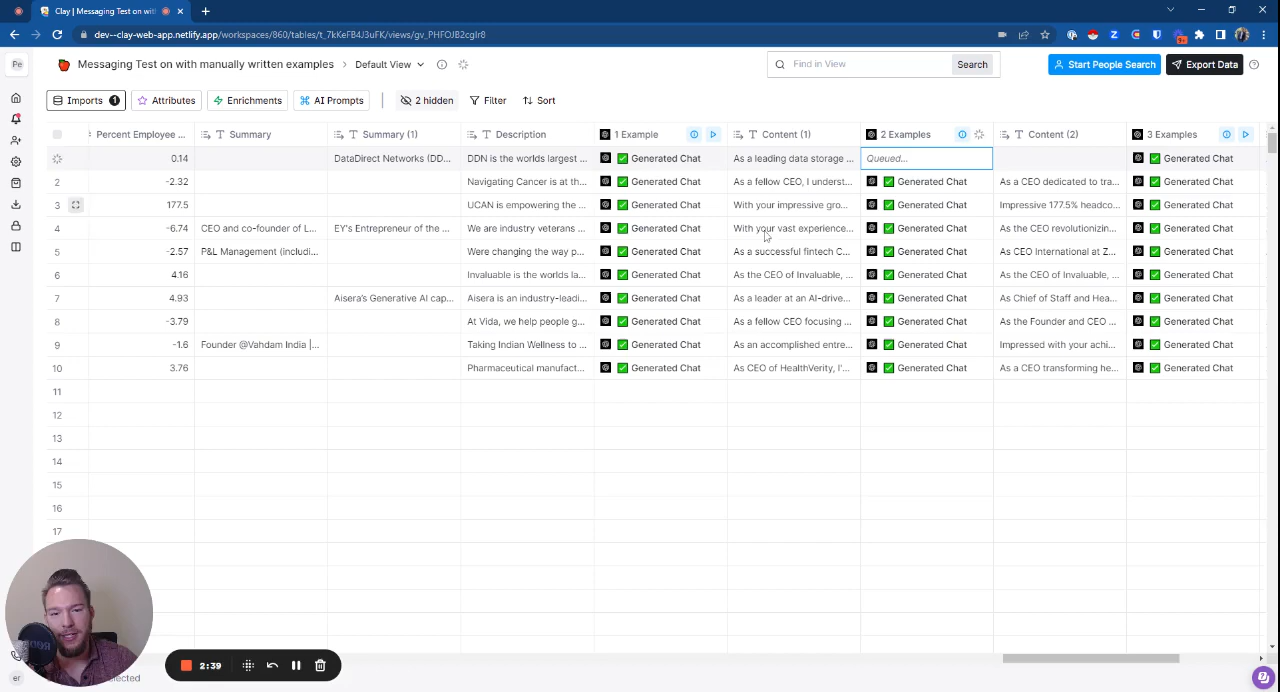 Clay | Messaging Test on with
dev--clay-web-app.netlify.app/workspaces/860/tables/t_7kKeFB4J3uFK/views/gv_PHFOJB2cgIr8
Pe
Messaging Test on with manually written examples
Default View
Find in View
Search
Start People Search
Export Data
Imports 1
Attributes
Enrichments
AI Prompts
2 hidden
Filter
Sort
Percent Employee ... Summary Summary (1) Description 1 Example Content (1) 2 Examples Content (2) 3 Examples
0.14 DataDirect Networks (DD... DDN is the worlds largest ... Generated Chat As a leading data storage ... Queued... Generated Chat
2 -2.32 Navigating Cancer is at th... Generated Chat As a fellow CEO, I underst... Generated Chat As a CEO dedicated to tra... Generated Chat
3 177.5 UCAN is empowering the ... Generated Chat With your impressive gro... Generated Chat Impressive 177.5% headco... Generated Chat
4 -6.74 CEO and co-founder of L... EY's Entrepreneur of the ... We are industry veterans ... Generated Chat With your vast experience... Generated Chat As the CEO revolutionizin... Generated Chat
5 -2.57 P&L Management (includi... Were changing the way p... Generated Chat As a successful fintech C... Generated Chat As CEO International at Z... Generated Chat
6 4.16 Invaluable is the worlds la... Generated Chat As the CEO of Invaluable, ... Generated Chat As the CEO of Invaluable, ... Generated Chat
7 4.93 Aisera's Generative AI cap... Aisera is an industry-leadi... Generated Chat As a leader at an AI-drive... Generated Chat As Chief of Staff and Hea... Generated Chat
8 -3.79 At Vida, we help people g... Generated Chat As a fellow CEO focusing ... Generated Chat As the Founder and CEO ... Generated Chat
9 -1.6 Founder @Vahdam India |... Taking Indian Wellness to ... Generated Chat As an accomplished entre... Generated Chat Impressed with your achi... Generated Chat
10 3.76 Pharmaceutical manufact... Generated Chat As CEO of HealthVerity, I'... Generated Chat As a CEO transforming he... Generated Chat
11
12
13
14
15
16
17
2:39
er